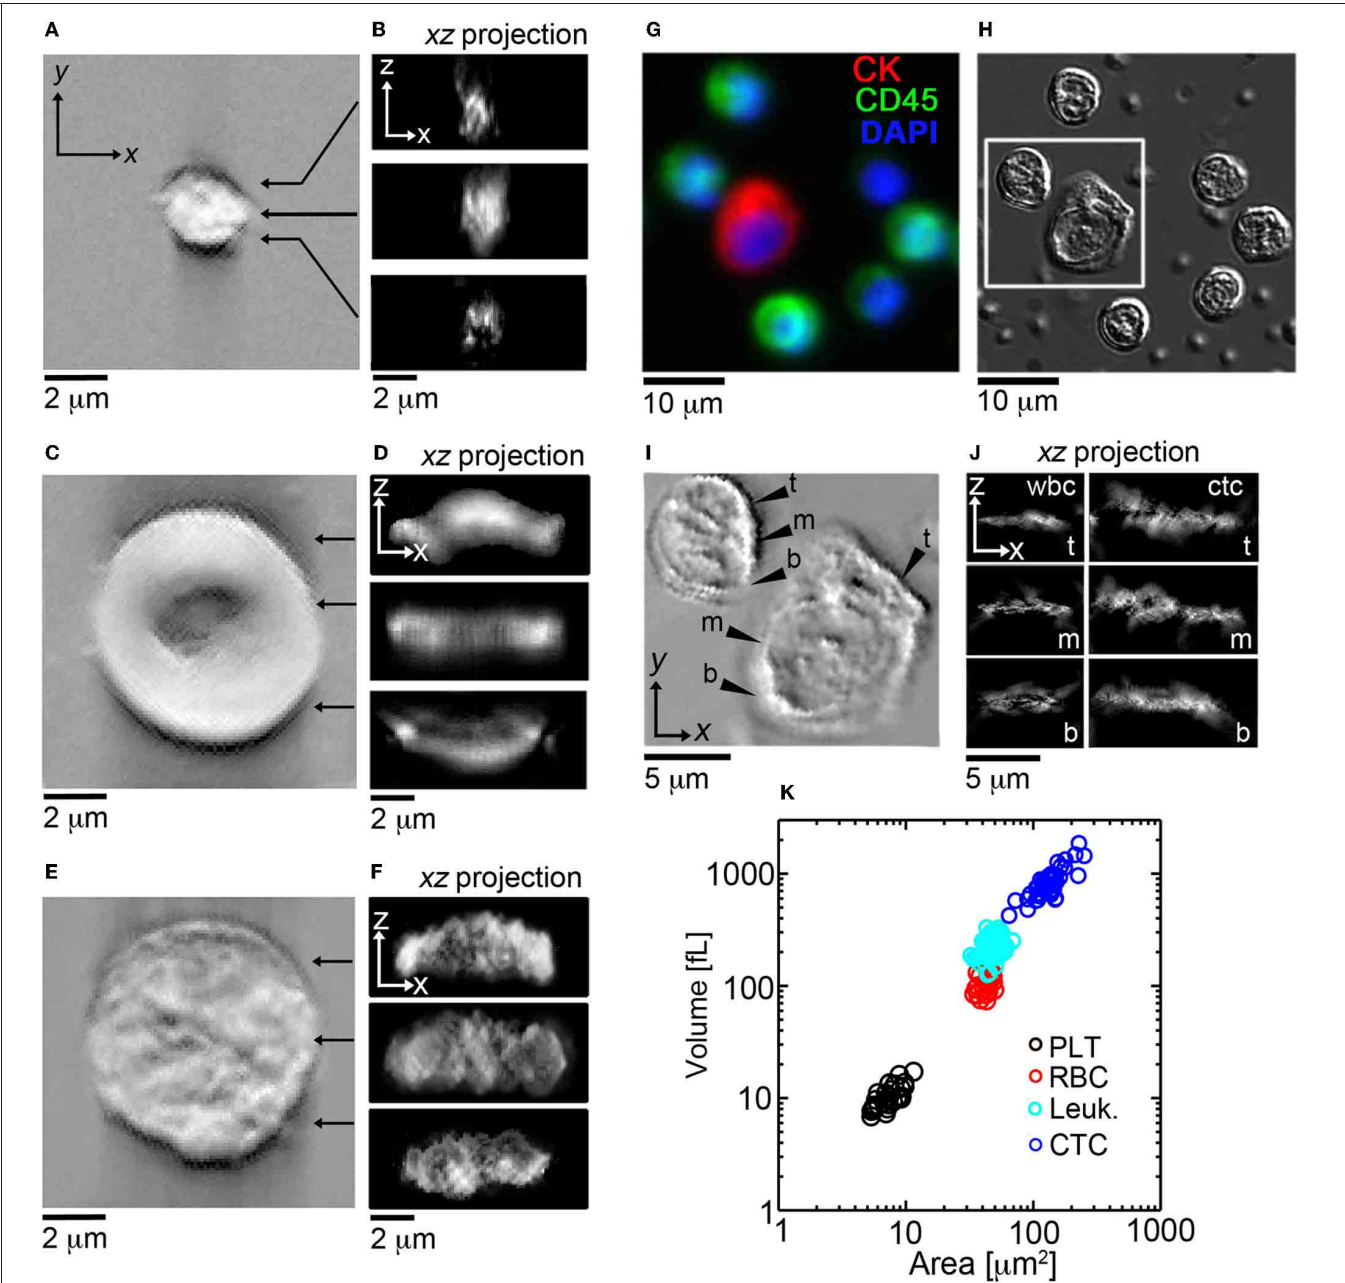 A
y
x
2 μm
B
xz projection
z
x
2 μm
C
2 μm
D
xz projection
z
x
2 μm
E
2 μm
F
xz projection
z
x
2 μm
G
CK
CD45
DAPI
10 μm
H
10 μm
I
t
m
b
t
m
b
y
x
5 μm
J
xz projection
z
x
wbc
t
ctc
t
m
m
b
b
5 μm
K
Volume [fL]
1000
100
10
1
PLT
RBC
Leuk.
CTC
1
10
100
1000
Area [μm²]